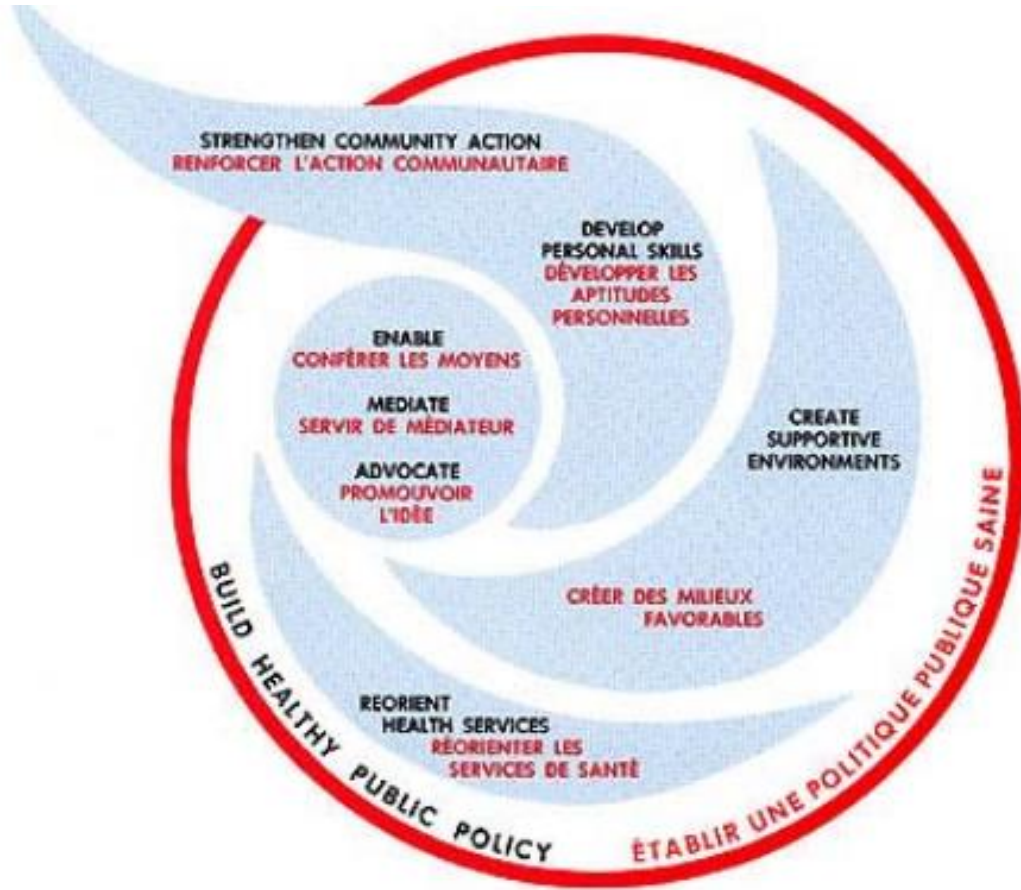 STRENGTHEN COMMUNITY ACTION
RENFORCER L'ACTION COMMUNAUTAIRE
DEVELOP
PERSONAL SKILLS
DÉVELOPPER LES
APTITUDES
PERSONNELLES
ENABLE
CONFÉRER LES MOYENS
MEDIATE
SERVIR DE MÉDIATEUR
ADVOCATE
PROMOUVOIR
L'IDÉE
CREATE
SUPPORTIVE
ENVIRONMENTS
CRÉER DES MILIEUX
FAVORABLES
REORIENT
HEALTH SERVICES
RÉORIENTER LES
SERVICES DE SANTÉ
BUILD HEALTHY PUBLIC POLICY
ÉTABLIR UNE POLITIQUE PUBLIQUE SAINE